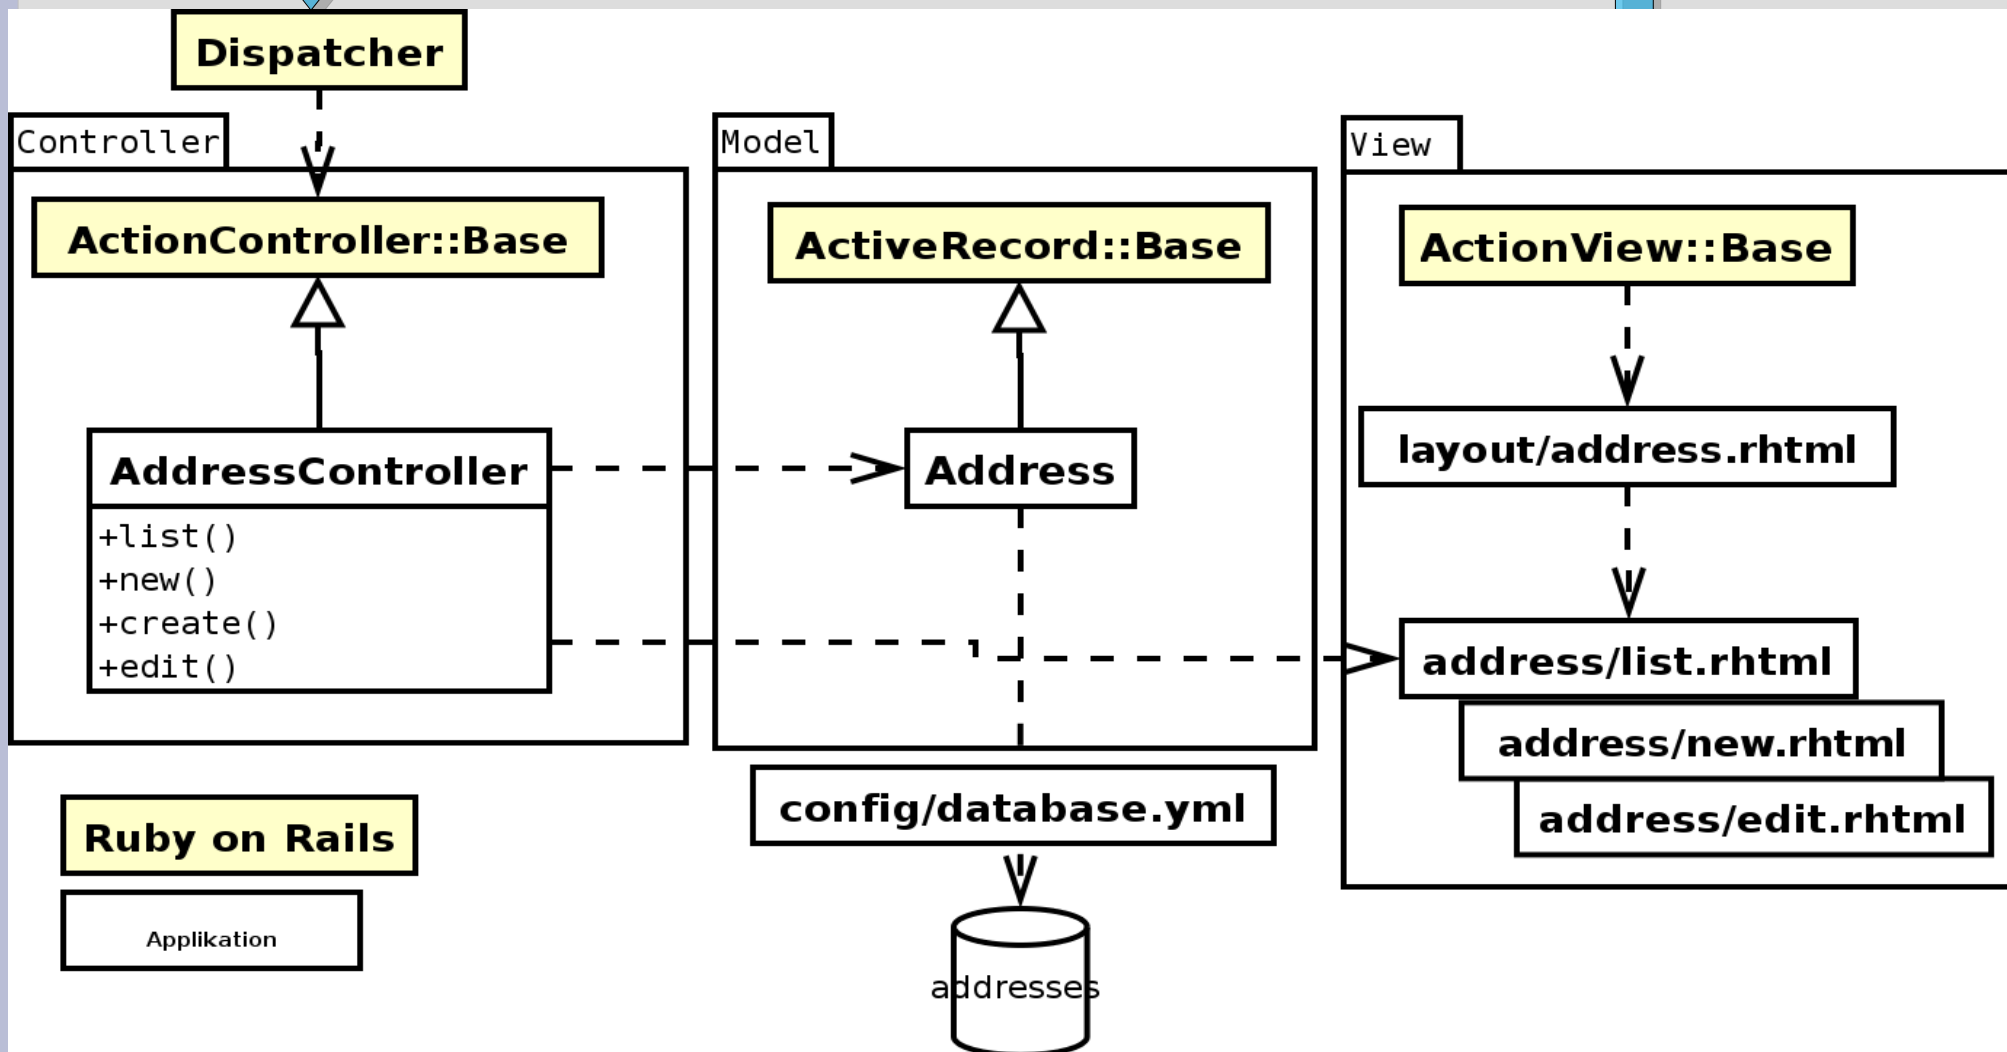 Dispatcher
Controller
ActionController::Base
AddressController
+list()
+new()
+create()
+edit()
Model
ActiveRecord::Base
Address
config/database.yml
addresses
View
ActionView::Base
layout/address.rhtml
address/list.rhtml
address/new.rhtml
address/edit.rhtml
Ruby on Rails
Applikation